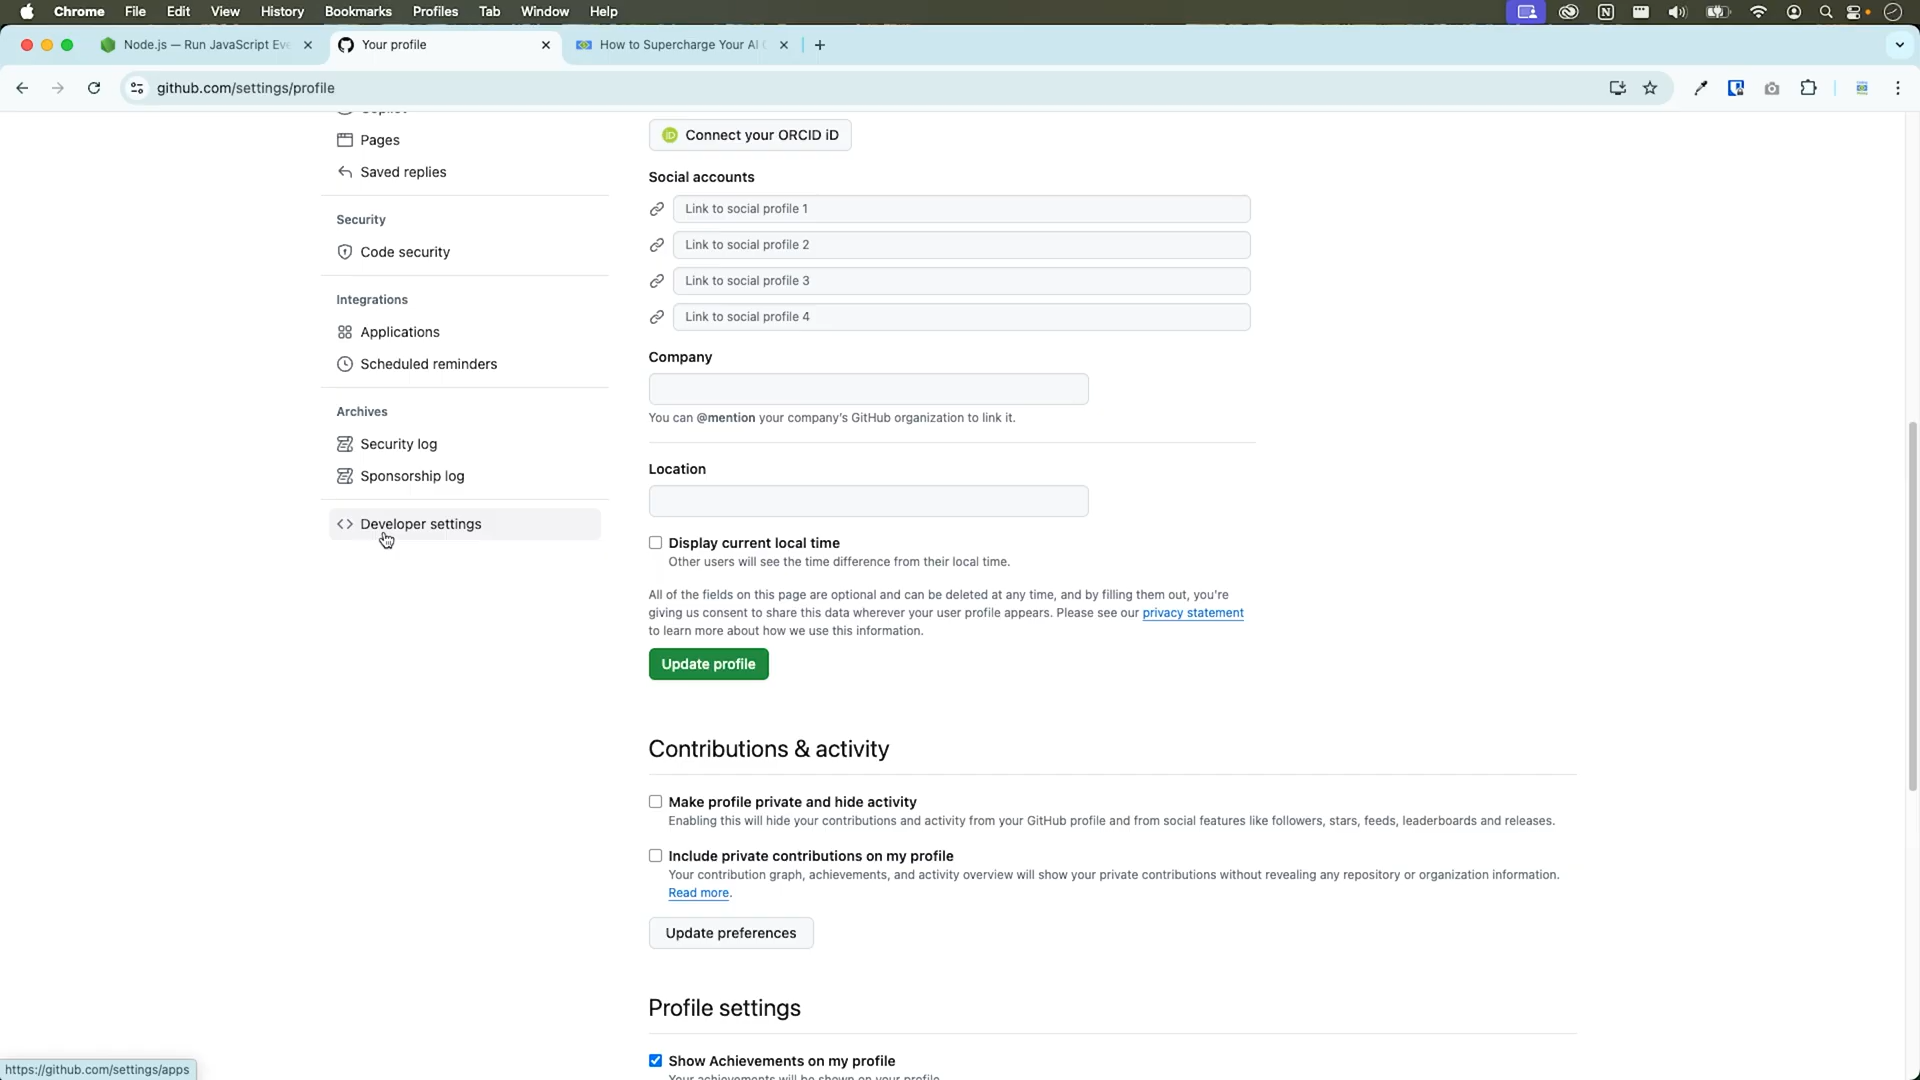 Chrome File Edit View History Bookmarks Profiles Tab Window Help
Node.js — Run JavaScript Eve
Your profile
How to Supercharge Your AI
github.com/settings/profile
Pages
Saved replies
Security
Code security
Integrations
Applications
Scheduled reminders
Archives
Security log
Sponsorship log
Developer settings
Connect your ORCID iD
Social accounts
Link to social profile 1
Link to social profile 2
Link to social profile 3
Link to social profile 4
Company
You can @mention your company's GitHub organization to link it.
Location
Display current local time
Other users will see the time difference from their local time.
All of the fields on this page are optional and can be deleted at any time, and by filling them out, you're
giving us consent to share this data wherever your user profile appears. Please see our privacy statement
to learn more about how we use this information.
Update profile
Contributions & activity
Make profile private and hide activity
Enabling this will hide your contributions and activity from your GitHub profile and from social features like followers, stars, feeds, leaderboards and releases.
Include private contributions on my profile
Your contribution graph, achievements, and activity overview will show your private contributions without revealing any repository or organization information.
Read more.
Update preferences
Profile settings
Show Achievements on my profile
Your achievements will be shown on your profile.
https://github.com/settings/apps